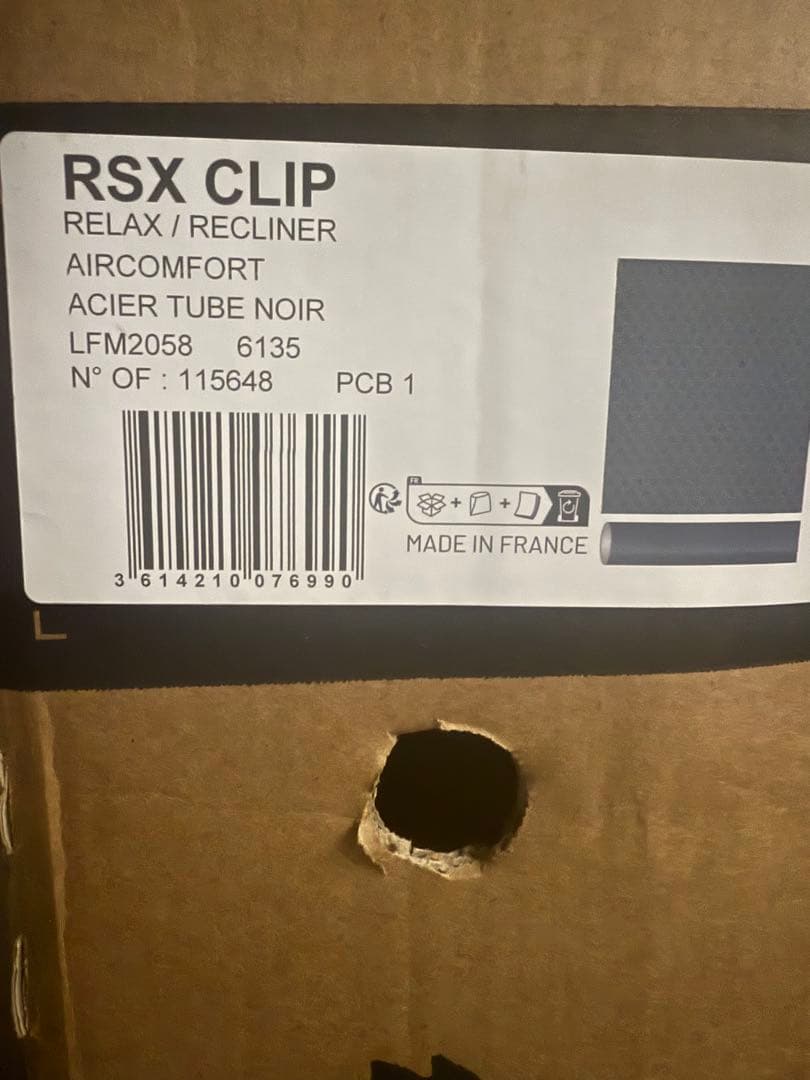 RSX CLIP
RELAX / RECLINER
AIRCOMFORT
ACIER TUBE NOIR
LFM2058 6135
N° OF : 115648 PCB 1
FR
MADE IN FRANCE
3 614210 076990